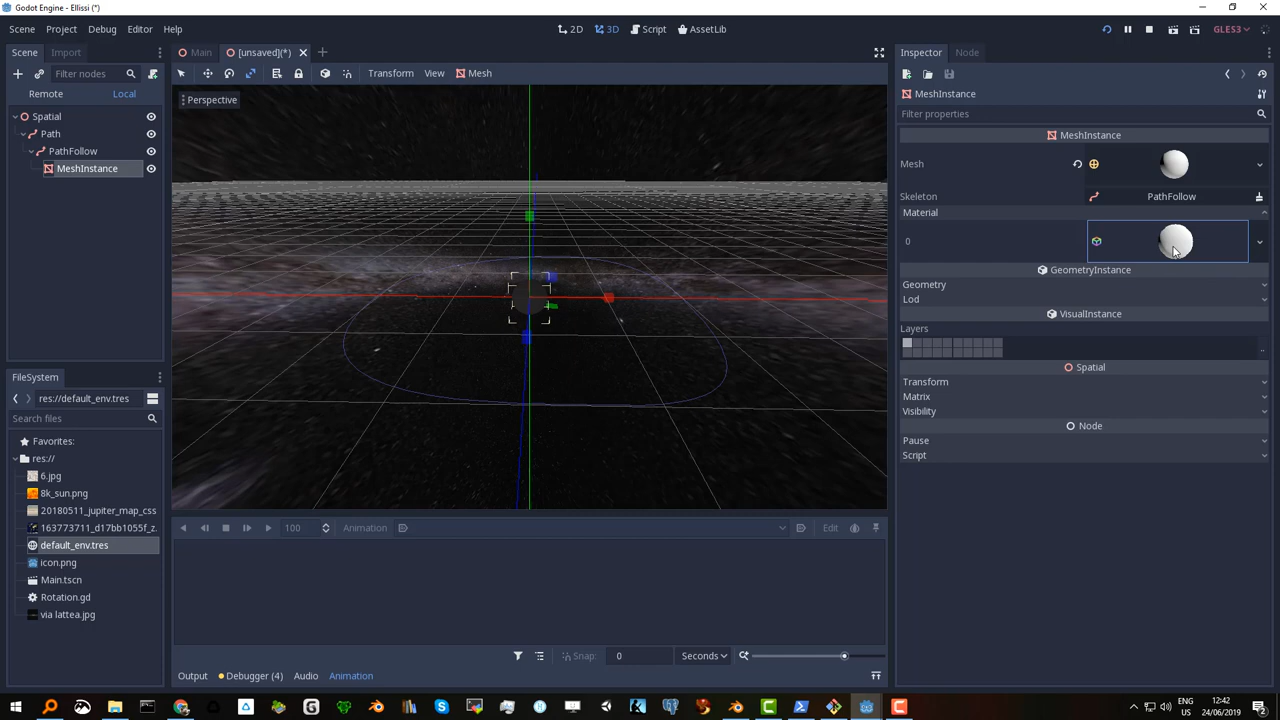 Godot Engine - Ellissi
Scene Project Debug Editor Help
2D 3D Script AssetLib
GLES3
Scene Import
Main [unsaved](*)
Inspector Node
Filter nodes
Transform View Mesh
Remote Local
MeshInstance
Perspective
Filter properties
Spatial
Path
PathFollow
MeshInstance
MeshInstance
Mesh
Skeleton PathFollow
Material
0
GeometryInstance
Geometry
Lod
VisualInstance
Layers
..
Spatial
Transform
Matrix
Visibility
Node
Pause
Script
FileSystem
res://default_env.tres
Search files
Favorites:
res://
6.jpg
8k_sun.png
20180511_jupiter_map_css
163773711_d17bb1055f_z.
default_env.tres
icon.png
Main.tscn
Rotation.gd
via lattea.jpg
100 Animation Edit
Snap: 0 Seconds
Output Debugger (4) Audio Animation
ENG
US
12:42
24/06/2019